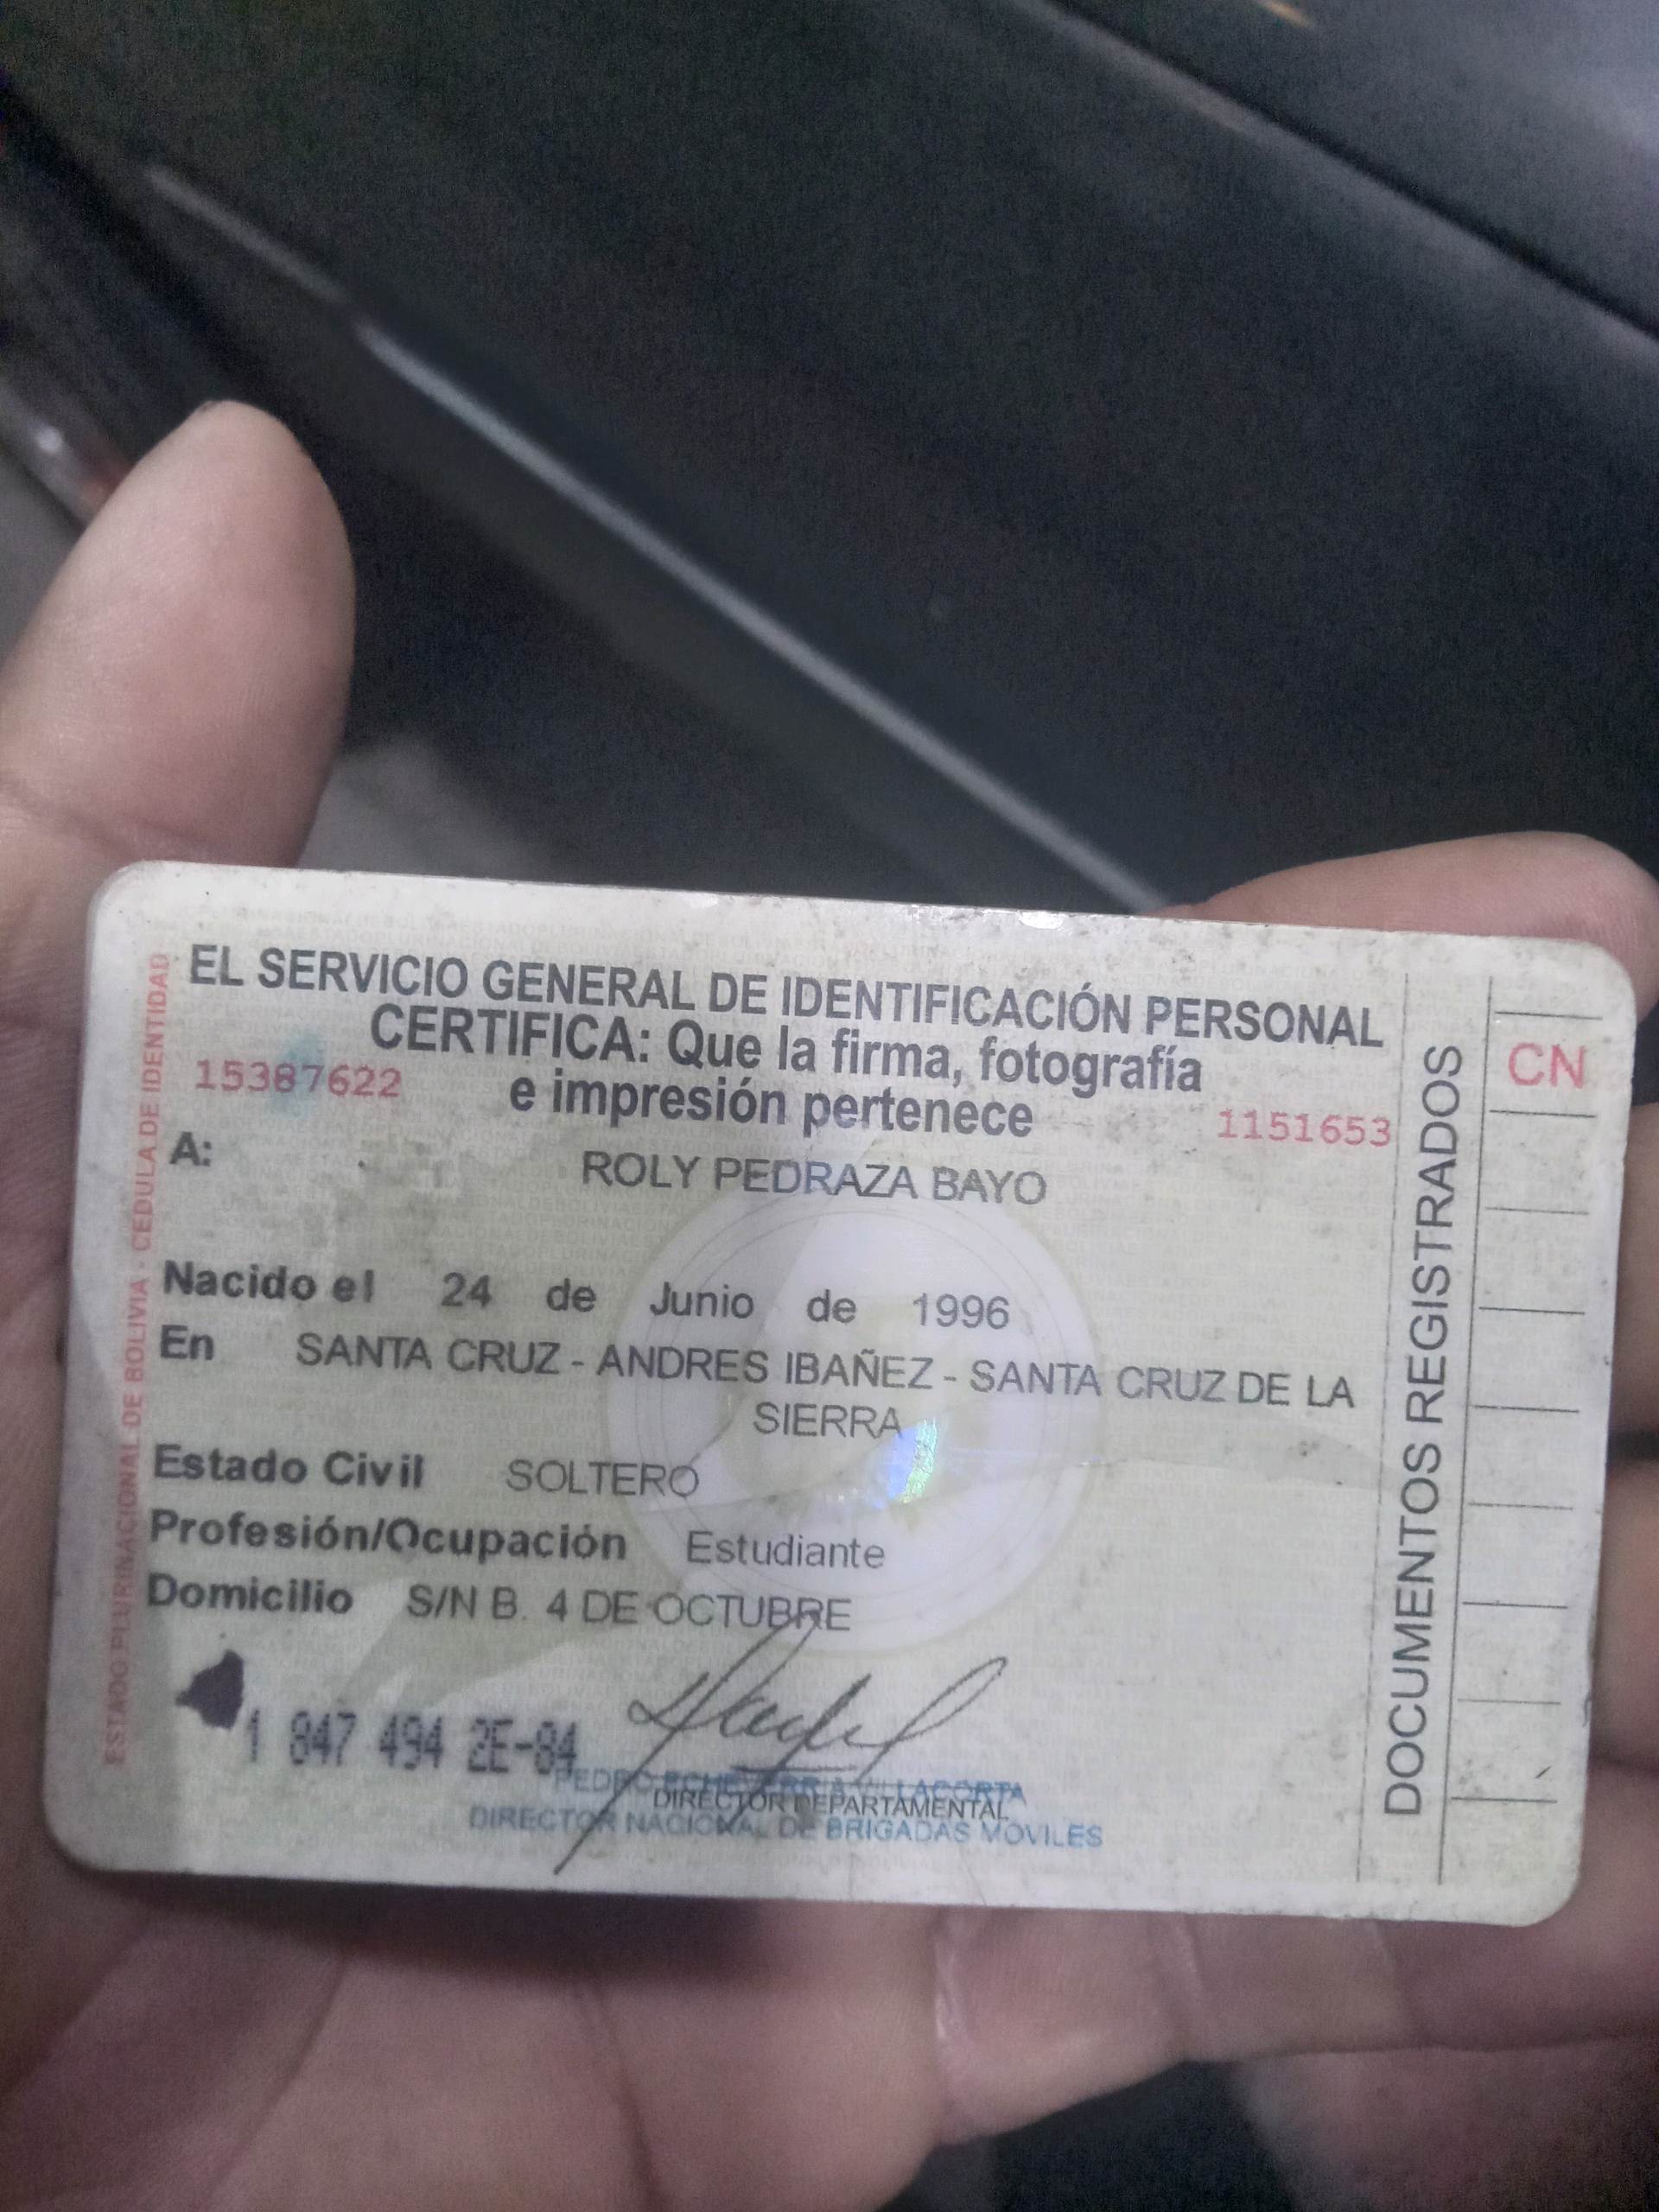 EL SERVICIO GENERAL DE IDENTIFICACIÓN PERSONAL
CERTIFICA: Que la firma, fotografía
e impresión pertenece
15387622
1151653
A: ROLY PEDRAZA BAYO
Nacido el 24 de Junio de 1996
En SANTA CRUZ - ANDRES IBAÑEZ - SANTA CRUZ DE LA
SIERRA
Estado Civil SOLTERO
Profesión/Ocupación Estudiante
Domicilio S/N B. 4 DE OCTUBRE
1 847 494 2E-84
PEDRO ECHEVERRIA VILLACORTA
DIRECTOR DEPARTAMENTAL
DIRECTOR NACIONAL DE BRIGADAS MOVILES
ESTADO PLURINACIONAL DE BOLIVIA - CEDULA DE IDENTIDAD
DOCUMENTOS REGISTRADOS
CN